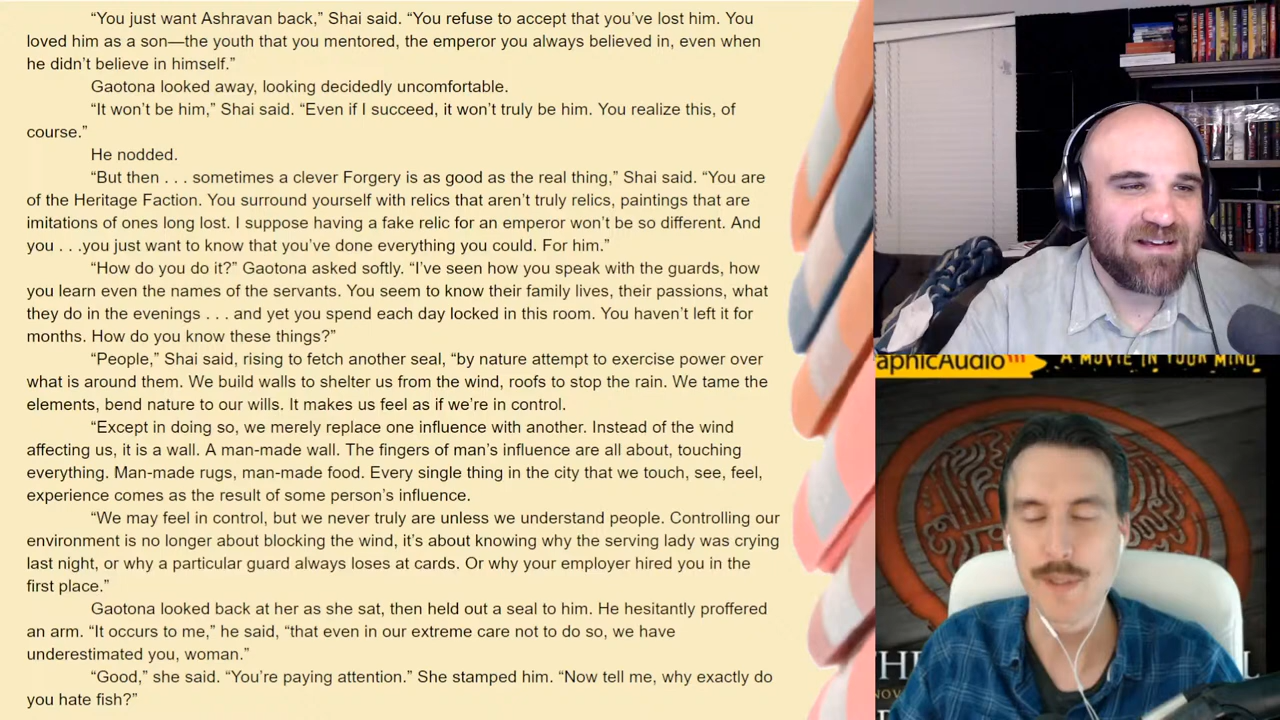 “You just want Ashravan back,” Shai said. “You refuse to accept that you’ve lost him. You
loved him as a son—the youth that you mentored, the emperor you always believed in, even when
he didn’t believe in himself.”
Gaotona looked away, looking decidedly uncomfortable.
“It won’t be him,” Shai said. “Even if I succeed, it won’t truly be him. You realize this, of
course.”
He nodded.
“But then . . . sometimes a clever Forgery is as good as the real thing,” Shai said. “You are
of the Heritage Faction. You surround yourself with relics that aren’t truly relics, paintings that are
imitations of ones long lost. I suppose having a fake relic for an emperor won’t be so different. And
you . . .you just want to know that you’ve done everything you could. For him.”
“How do you do it?” Gaotona asked softly. “I’ve seen how you speak with the guards, how
you learn even the names of the servants. You seem to know their family lives, their passions, what
they do in the evenings . . . and yet you spend each day locked in this room. You haven’t left it for
months. How do you know these things?”
“People,” Shai said, rising to fetch another seal, “by nature attempt to exercise power over
what is around them. We build walls to shelter us from the wind, roofs to stop the rain. We tame the
elements, bend nature to our wills. It makes us feel as if we’re in control.
“Except in doing so, we merely replace one influence with another. Instead of the wind
affecting us, it is a wall. A man-made wall. The fingers of man’s influence are all about, touching
everything. Man-made rugs, man-made food. Every single thing in the city that we touch, see, feel,
experience comes as the result of some person’s influence.
“We may feel in control, but we never truly are unless we understand people. Controlling our
environment is no longer about blocking the wind, it’s about knowing why the serving lady was crying
last night, or why a particular guard always loses at cards. Or why your employer hired you in the
first place.”
Gaotona looked back at her as she sat, then held out a seal to him. He hesitantly proffered
an arm. “It occurs to me,” he said, “that even in our extreme care not to do so, we have
underestimated you, woman.”
“Good,” she said. “You’re paying attention.” She stamped him. “Now tell me, why exactly do
you hate fish?”
aphicAudio A MOVIE IN YOUR MIND